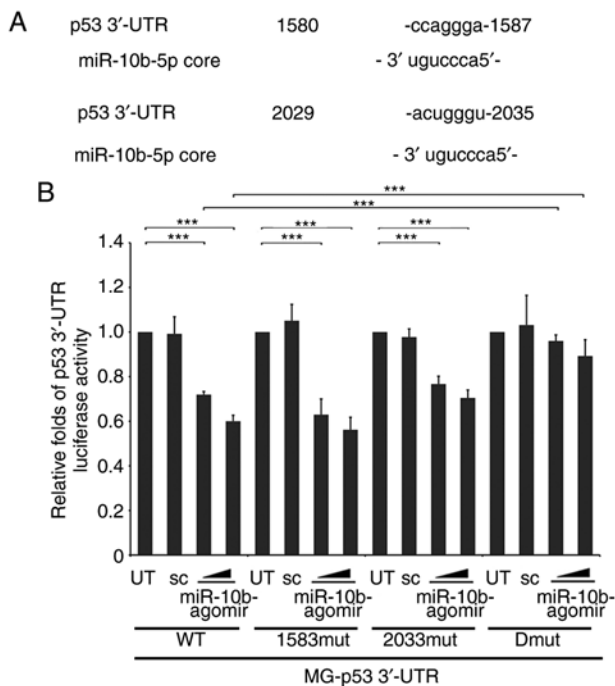 A
p53 3′-UTR 1580 -ccaggga-1587
miR-10b-5p core - 3′ uguccca5′-
p53 3′-UTR 2029 -acugggu-2035
miR-10b-5p core - 3′ uguccca5′-
B
***
***
*** *** ***
*** *** ***
Relative folds of p53 3′-UTR
luciferase activity
1.4
1.2
1.0
0.8
0.6
0.4
0.2
0
UT sc UT sc UT sc UT sc
miR-10b-agomir miR-10b-agomir miR-10b-agomir miR-10b-agomir
WT 1583mut 2033mut Dmut
MG-p53 3′-UTR